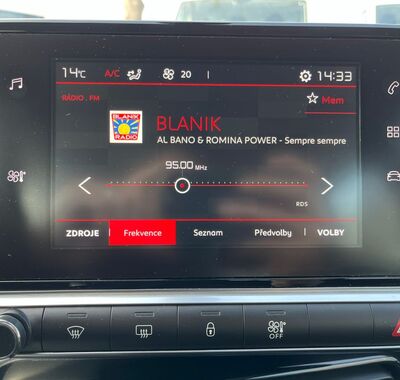 14°C A/C 20 14:33
RÁDIO . FM
Mem
BLANIK
RADIO
BLANIK
AL BANO & ROMINA POWER - Sempre sempre
95.00 MHz
RDS
ZDROJE Frekvence Seznam Předvolby VOLBY
OFF